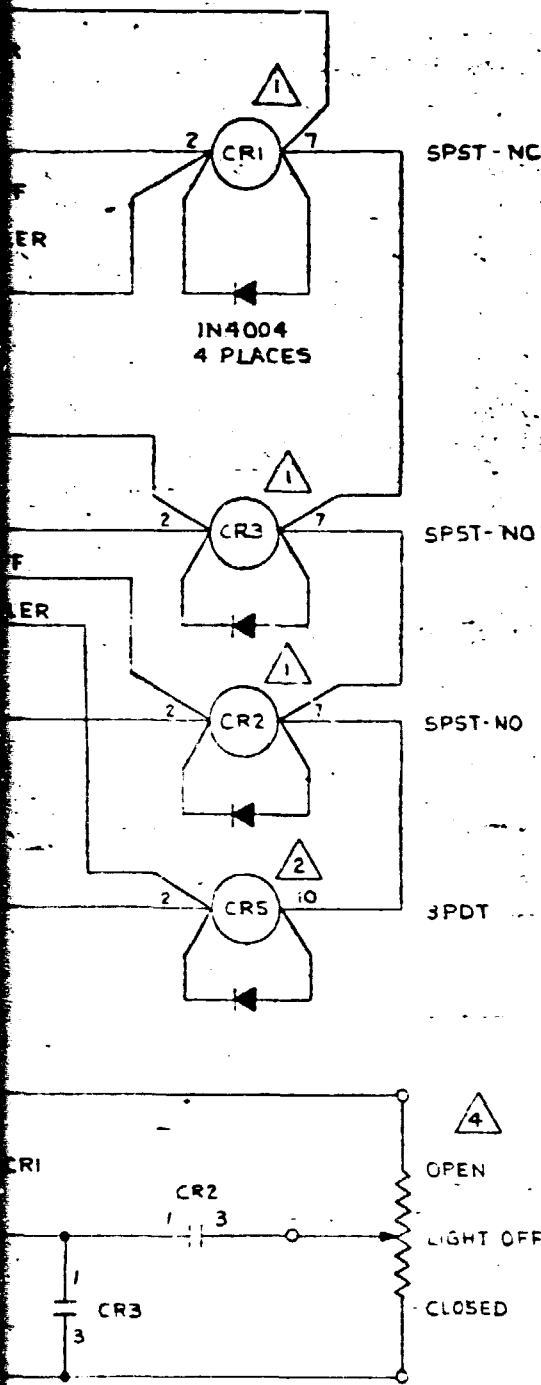 1
2 CR1 7 SPST-NC
F
ER
1N4004
4 PLACES
1
2 CR3 7 SPST-NO
F
LER
1
2 CR2 7 SPST-NO
2
2 CR5 10 3PDT
4
CR1
OPEN
CR2
1 3
LIGHT OFF
1
CR3
3
CLOSED